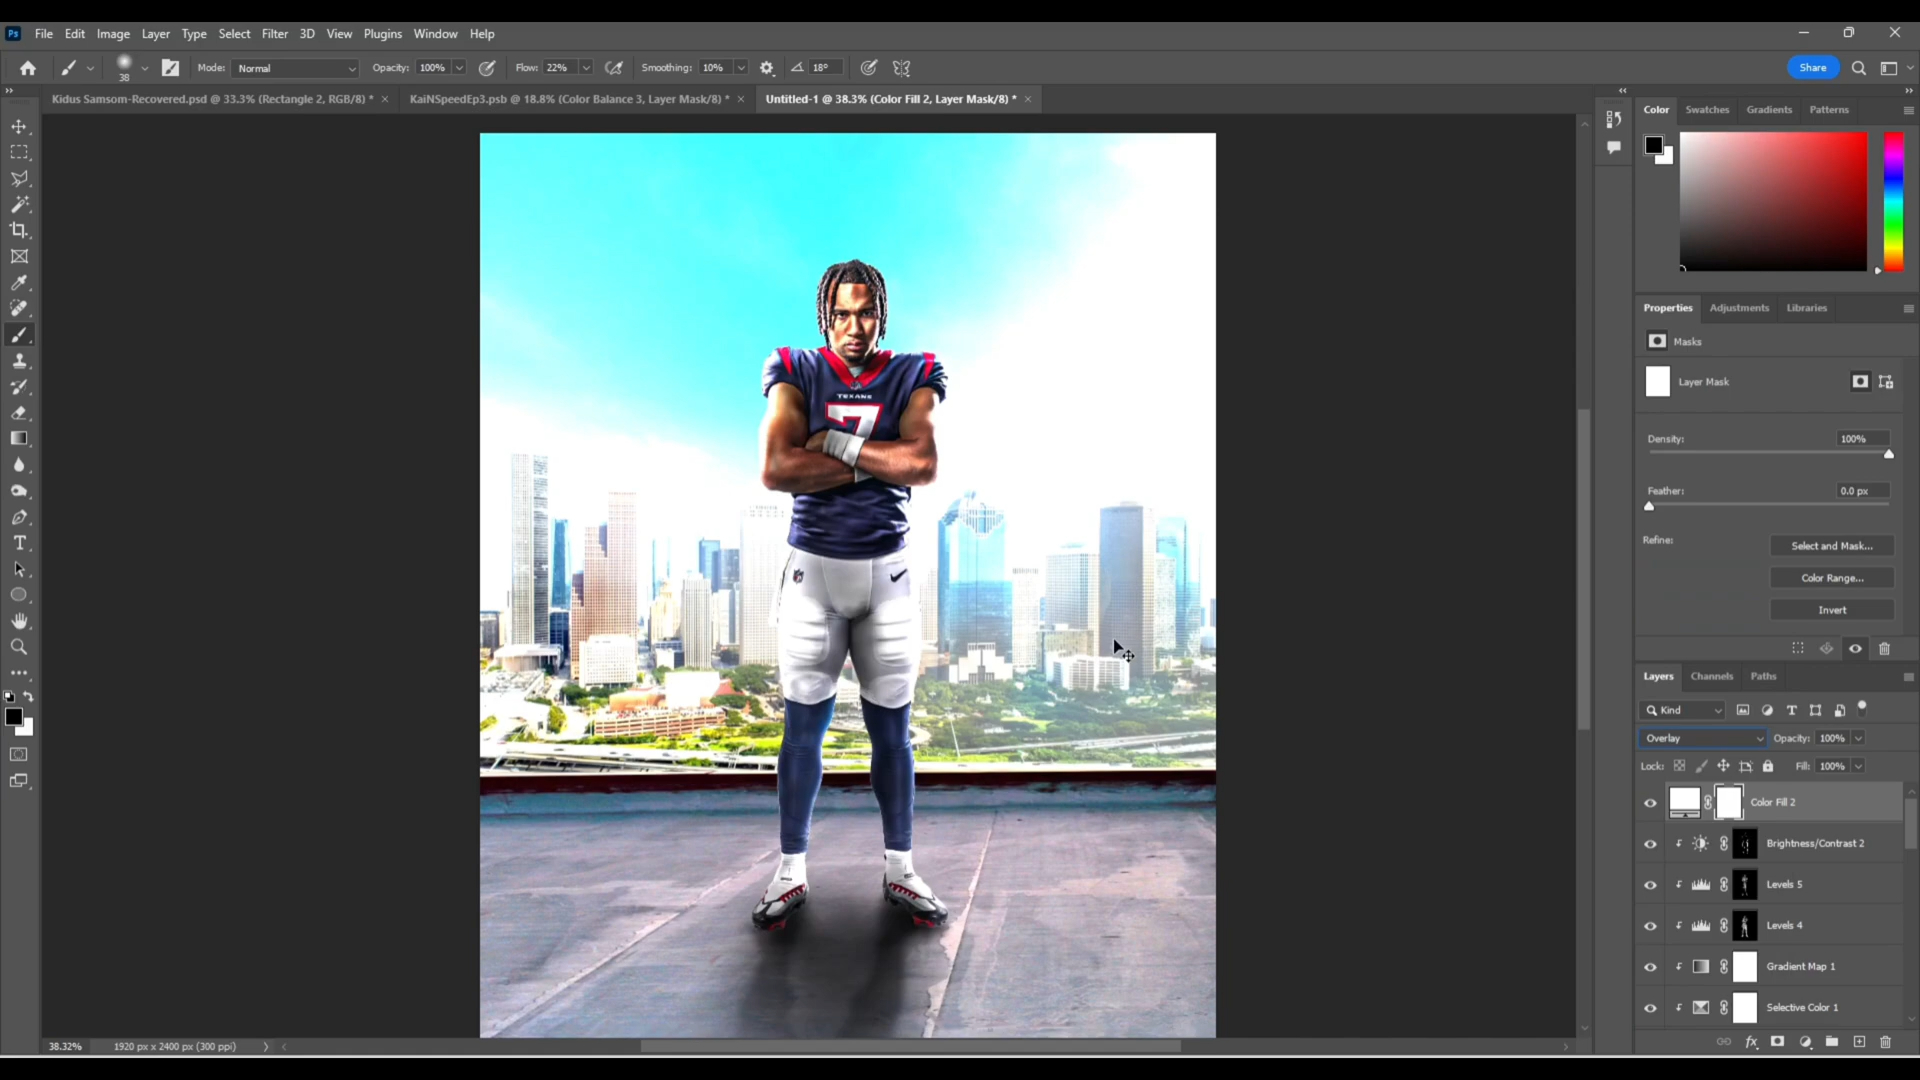 Ps File Edit Image Layer Type Select Filter 3D View Plugins Window Help
38 Mode: Normal Opacity: 100% Flow: 22% Smoothing: 10% 18° Share
Kidus Samsom-Recovered.psd @ 33.3% (Rectangle 2, RGB/8) * × KaiNSpeedEp3.psb @ 18.8% (Color Balance 3, Layer Mask/8) * × Untitled-1 @ 38.3% (Color Fill 2, Layer Mask/8) * ×
Color Swatches Gradients Patterns
Properties Adjustments Libraries
Masks
Layer Mask
Density: 100%
Feather: 0.0 px
Refine: Select and Mask...
Color Range...
Invert
Layers Channels Paths
Kind
Overlay Opacity: 100%
Lock: Fill: 100%
Color Fill 2
Brightness/Contrast 2
Levels 5
Levels 4
Gradient Map 1
Selective Color 1
TEXANS
7
38.32% 1920 px x 2400 px (300 ppi)